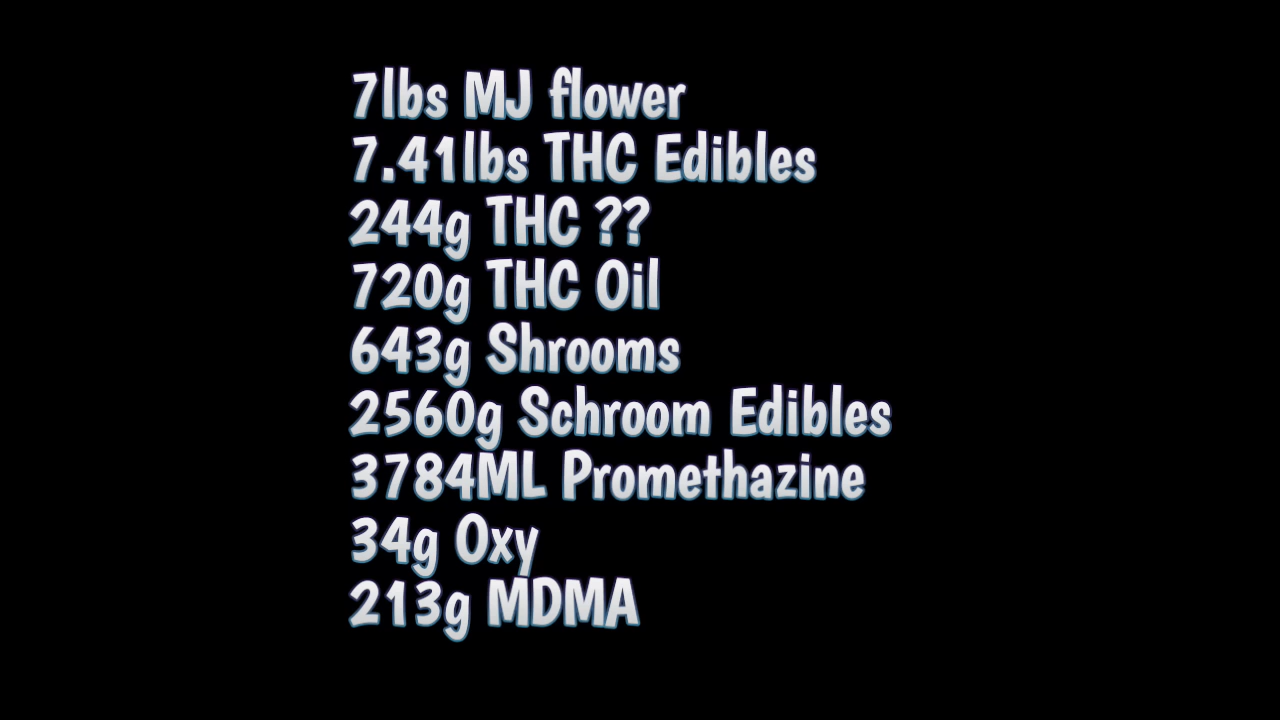 7lbs MJ flower
7.41lbs THC Edibles
244g THC ??
720g THC Oil
643g Shrooms
2560g Schroom Edibles
3784ML Promethazine
34g Oxy
213g MDMA